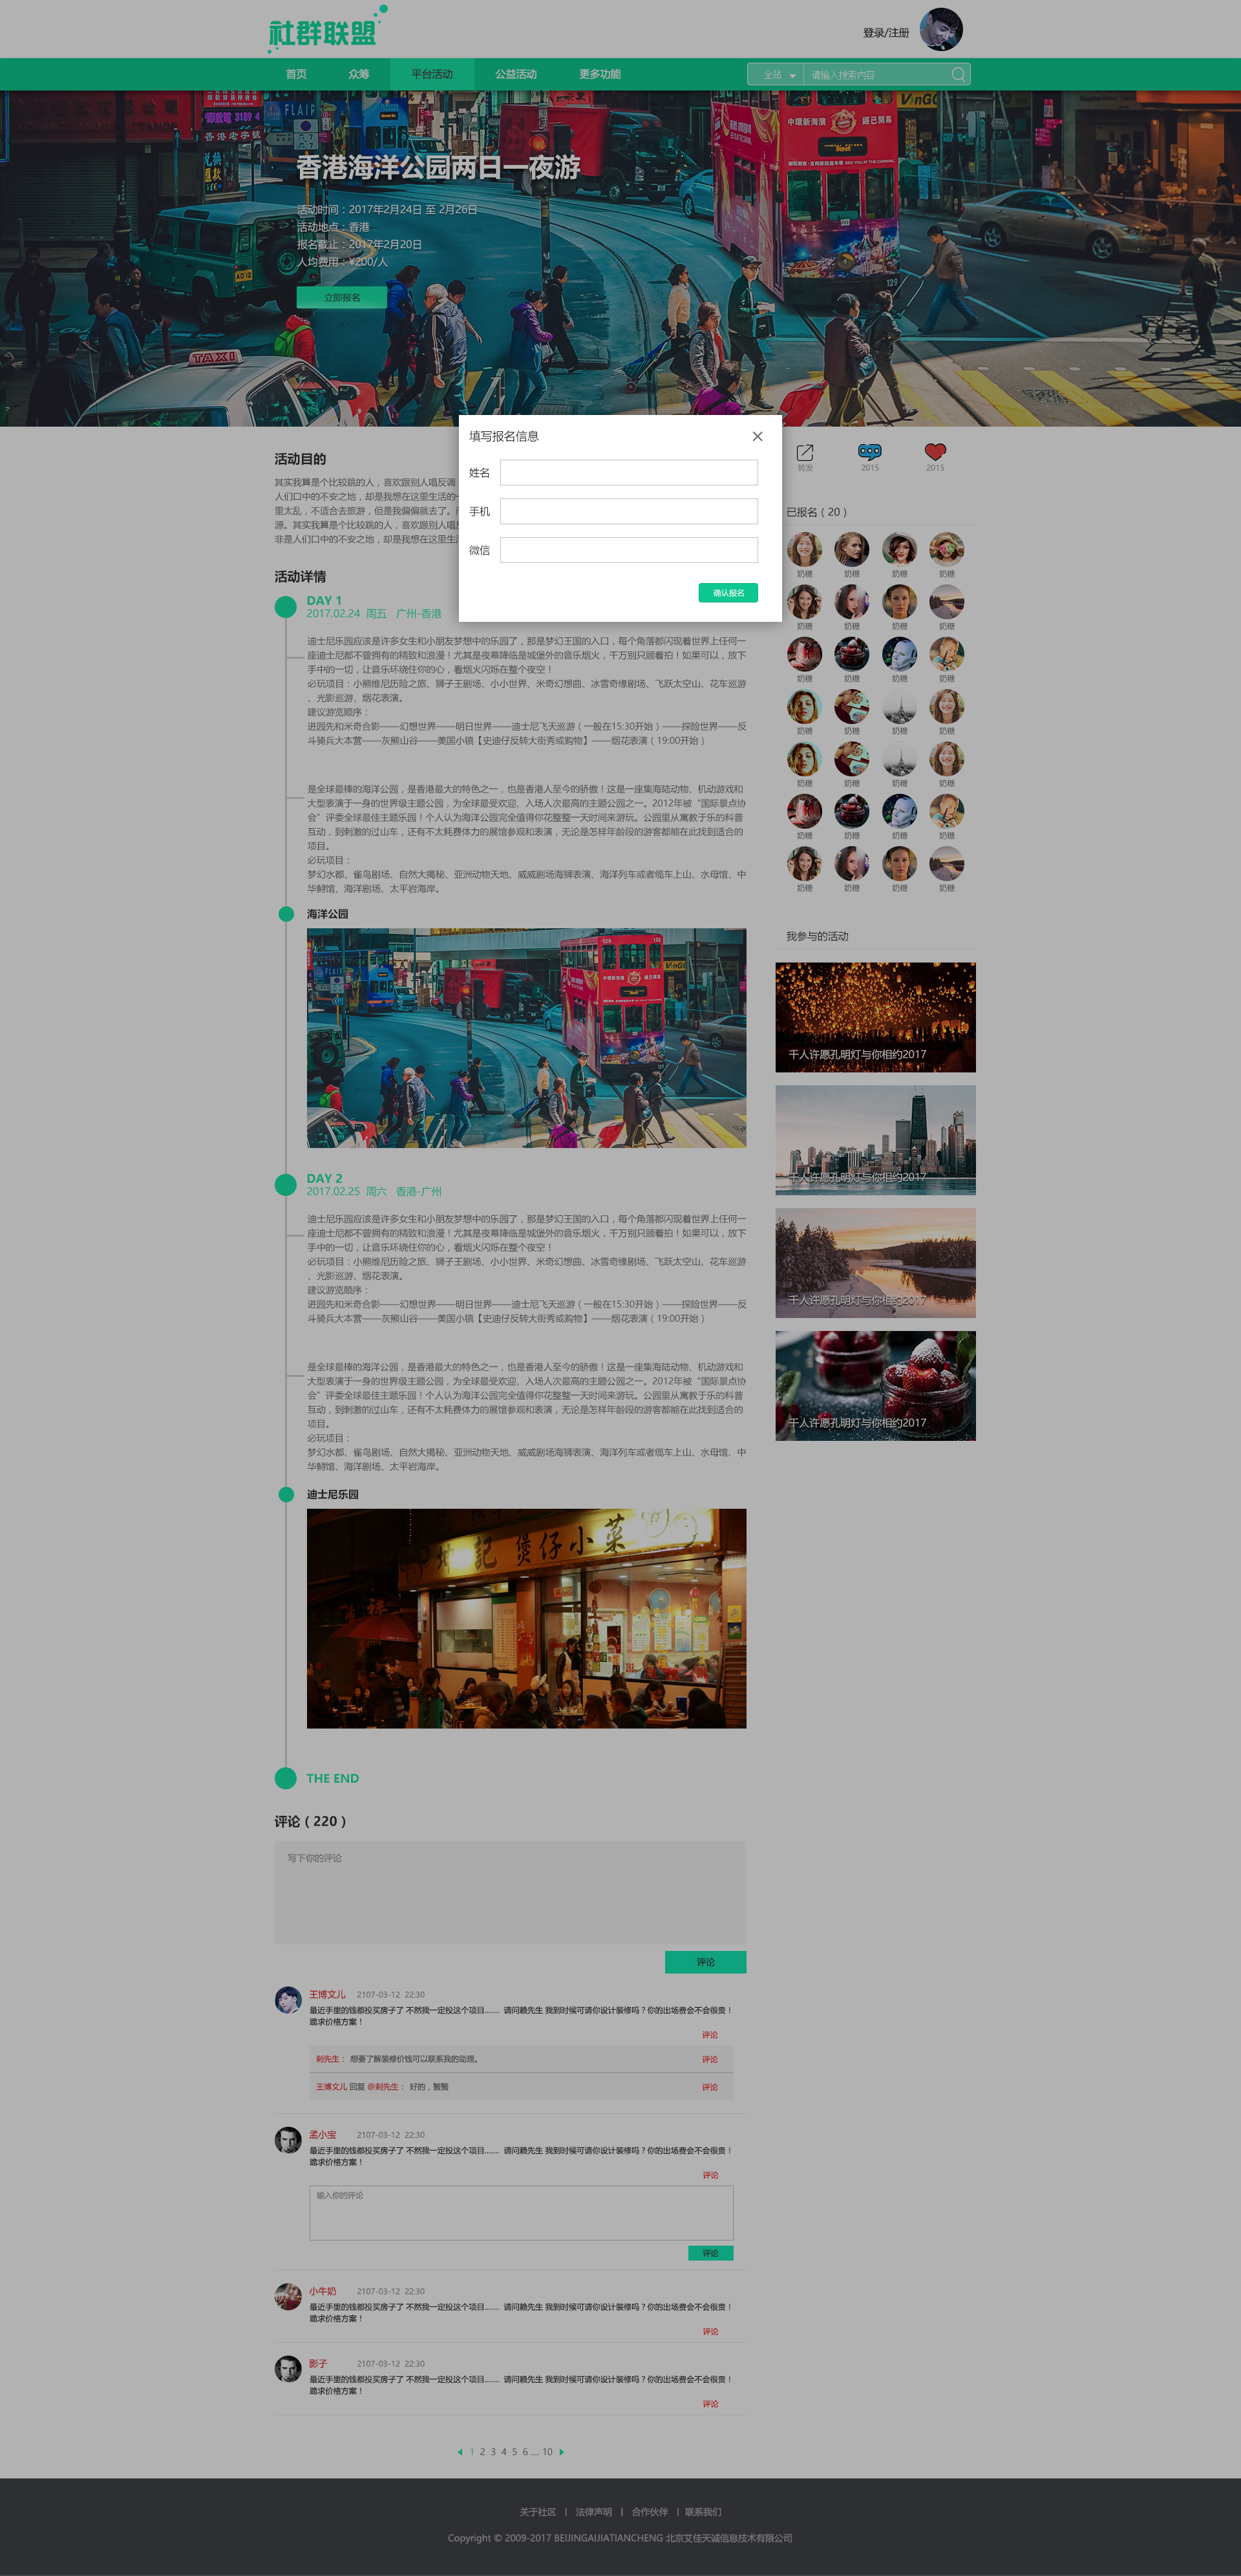 社群联盟
登录/注册
首页 众筹 平台活动 公益活动 更多功能 全站 请输入搜索内容
香港海洋公园两日一夜游
活动时间：2017年2月24日 至 2月26日
活动地点：香港
报名截止：2017年2月20日
人均费用：¥200/人
立即报名
TAXI
填写报名信息
姓名
手机
微信
确认报名
转发 2015 2015
活动目的
其实我算是个比较跳的人，喜欢跟别人唱反调
人们口中的不安之地，却是我想在这里生活的
里太乱，不适合去旅游，但是我偏偏就去了。
源。其实我算是个比较跳的人，喜欢跟别人唱
非是人们口中的不安之地，却是我想在这里生
已报名（20）
奶糖 奶糖 奶糖 奶糖
奶糖 奶糖 奶糖 奶糖
奶糖 奶糖 奶糖 奶糖
奶糖 奶糖 奶糖 奶糖
奶糖 奶糖 奶糖 奶糖
奶糖 奶糖 奶糖 奶糖
奶糖 奶糖 奶糖 奶糖
活动详情
DAY 1
2017.02.24 周五 广州-香港
迪士尼乐园应该是许多女生和小朋友梦想中的乐园了，那是梦幻王国的入口，每个角落都闪现着世界上任何一
座迪士尼都不曾拥有的精致和浪漫！尤其是夜幕降临是城堡外的音乐烟火，千万别只顾着拍！如果可以，放下
手中的一切，让音乐环绕住你的心，看烟火闪烁在整个夜空！
必玩项目：小熊维尼历险之旅、狮子王剧场、小小世界、米奇幻想曲、冰雪奇缘剧场、飞跃太空山、花车巡游
、光影巡游、烟花表演。
建议游览顺序：
进园先和米奇合影——幻想世界——明日世界——迪士尼飞天巡游（一般在15:30开始）——探险世界——反
斗骑兵大本营——灰熊山谷——美国小镇【史迪仔反转大街秀或购物】——烟花表演（19:00开始）
是全球最棒的海洋公园，是香港最大的特色之一，也是香港人至今的骄傲！这是一座集海陆动物、机动游戏和
大型表演于一身的世界级主题公园，为全球最受欢迎、入场人次最高的主题公园之一。2012年被“国际景点协
会”评委全球最佳主题乐园！个人认为海洋公园完全值得你花整整一天时间来游玩。公园里从寓教于乐的科普
互动，到刺激的过山车，还有不太耗费体力的展馆参观和表演，无论是怎样年龄段的游客都能在此找到适合的
项目。
必玩项目：
梦幻水都、雀鸟剧场、自然大揭秘、亚洲动物天地、威威剧场海狮表演、海洋列车或者缆车上山、水母馆、中
华鲟馆、海洋剧场、太平岩海岸。
海洋公园
我参与的活动
千人许愿孔明灯与你相约2017
千人许愿孔明灯与你相约2017
千人许愿孔明灯与你相约2017
千人许愿孔明灯与你相约2017
DAY 2
2017.02.25 周六 香港-广州
迪士尼乐园应该是许多女生和小朋友梦想中的乐园了，那是梦幻王国的入口，每个角落都闪现着世界上任何一
座迪士尼都不曾拥有的精致和浪漫！尤其是夜幕降临是城堡外的音乐烟火，千万别只顾着拍！如果可以，放下
手中的一切，让音乐环绕住你的心，看烟火闪烁在整个夜空！
必玩项目：小熊维尼历险之旅、狮子王剧场、小小世界、米奇幻想曲、冰雪奇缘剧场、飞跃太空山、花车巡游
、光影巡游、烟花表演。
建议游览顺序：
进园先和米奇合影——幻想世界——明日世界——迪士尼飞天巡游（一般在15:30开始）——探险世界——反
斗骑兵大本营——灰熊山谷——美国小镇【史迪仔反转大街秀或购物】——烟花表演（19:00开始）
是全球最棒的海洋公园，是香港最大的特色之一，也是香港人至今的骄傲！这是一座集海陆动物、机动游戏和
大型表演于一身的世界级主题公园，为全球最受欢迎、入场人次最高的主题公园之一。2012年被“国际景点协
会”评委全球最佳主题乐园！个人认为海洋公园完全值得你花整整一天时间来游玩。公园里从寓教于乐的科普
互动，到刺激的过山车，还有不太耗费体力的展馆参观和表演，无论是怎样年龄段的游客都能在此找到适合的
项目。
必玩项目：
梦幻水都、雀鸟剧场、自然大揭秘、亚洲动物天地、威威剧场海狮表演、海洋列车或者缆车上山、水母馆、中
华鲟馆、海洋剧场、太平岩海岸。
迪士尼乐园
坤記煲仔小菜
THE END
评论（220）
写下你的评论
评论
王博文儿 2107-03-12 22:30
最近手里的钱都投买房子了 不然我一定投这个项目....... 请问赖先生 我到时候可请你设计装修吗？你的出场费会不会很贵！
跪求价格方案！
评论
剌先生： 想要了解装修价钱可以联系我的助理。 评论
王博文儿 回复 @剌先生： 好的，蟹蟹 评论
孟小宝 2107-03-12 22:30
最近手里的钱都投买房子了 不然我一定投这个项目....... 请问赖先生 我到时候可请你设计装修吗？你的出场费会不会很贵！
跪求价格方案！
评论
输入你的评论
评论
小牛奶 2107-03-12 22:30
最近手里的钱都投买房子了 不然我一定投这个项目....... 请问赖先生 我到时候可请你设计装修吗？你的出场费会不会很贵！
跪求价格方案！
评论
影子 2107-03-12 22:30
最近手里的钱都投买房子了 不然我一定投这个项目....... 请问赖先生 我到时候可请你设计装修吗？你的出场费会不会很贵！
跪求价格方案！
评论
1 2 3 4 5 6 .... 10
关于社区 | 法律声明 | 合作伙伴 | 联系我们
Copyright © 2009-2017 BEIJINGAIJIATIANCHENG 北京艾佳天诚信息技术有限公司